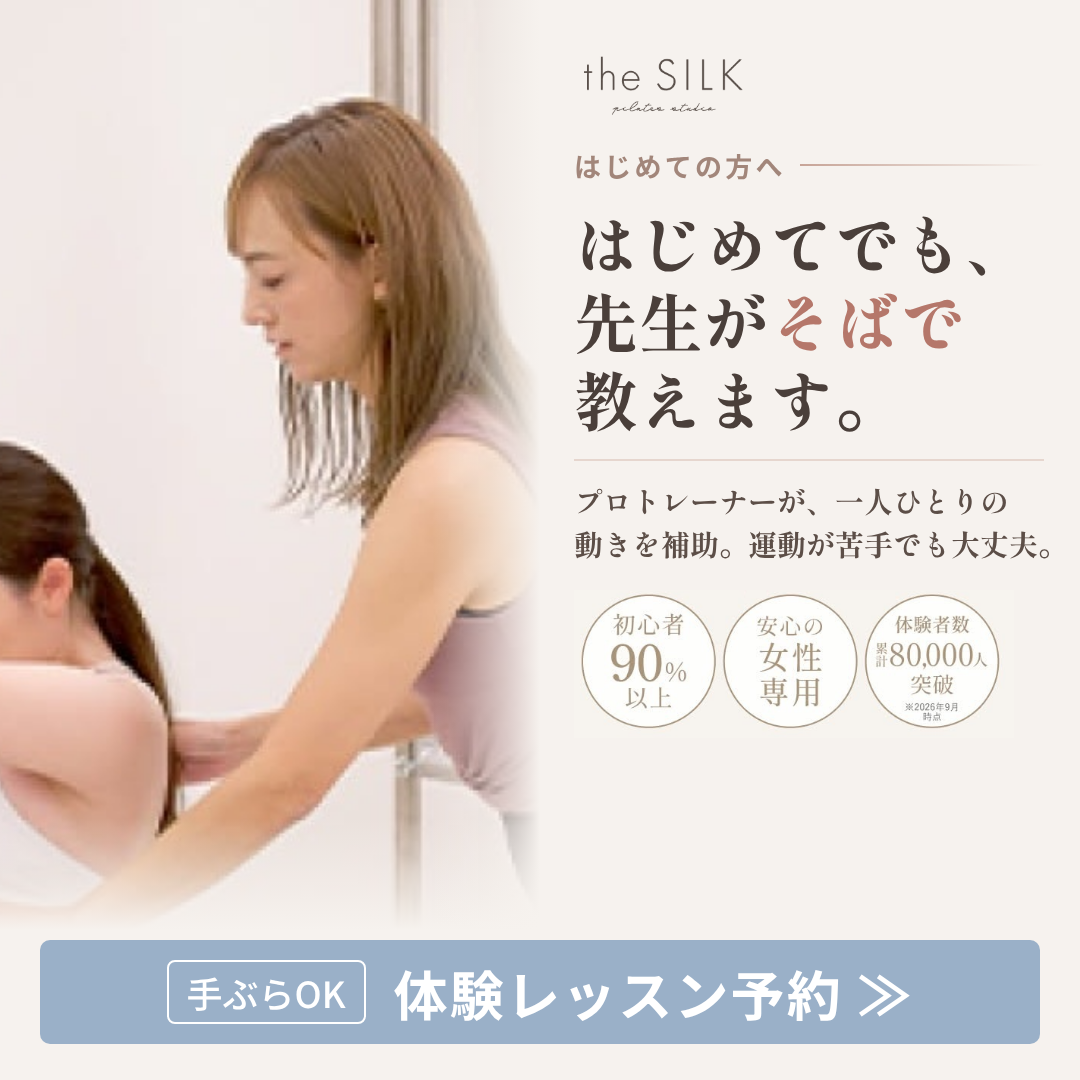 the SILK
pilates studio
はじめての方へ
はじめてでも、
先生がそばで
教えます。
プロトレーナーが、一人ひとりの
動きを補助。運動が苦手でも大丈夫。
初心者
90%
以上
安心の
女性
専用
体験者数
累計80,000人
突破
※2026年9月
時点
手ぶらOK 体験レッスン予約 ≫